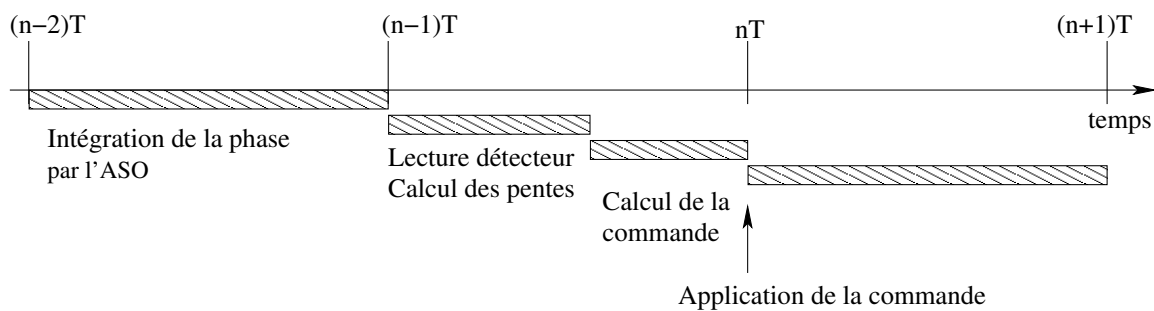 (n−2)T
(n−1)T
nT
(n+1)T
temps
Intégration de la phase
par l'ASO
Lecture détecteur
Calcul des pentes
Calcul de la
commande
Application de la commande